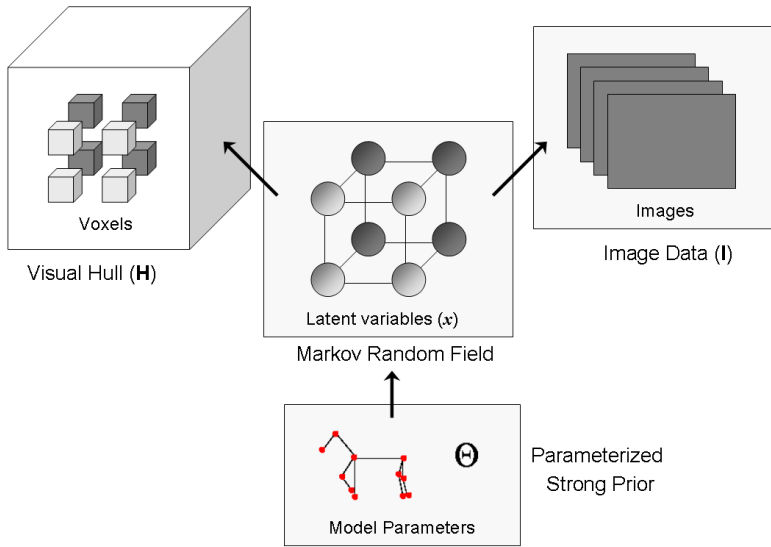 Voxels
Visual Hull (H)
Images
Image Data (I)
Latent variables (x)
Markov Random Field
Θ
Model Parameters
Parameterized
Strong Prior